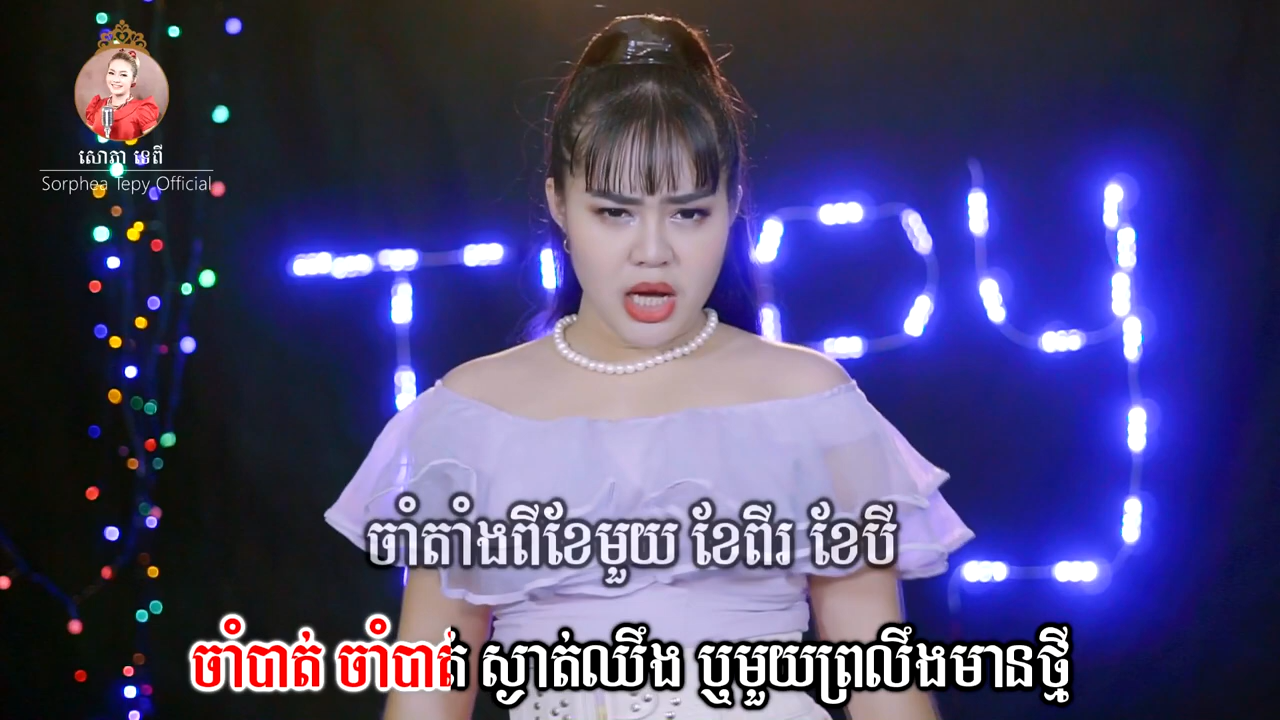 សោភា ទេពី
Sorphea Tepy Official
TEPY
ចាំតាំងពីខែមួយ ខែពីរ ខែបី
ចាំបាត់ ចាំបាត់ ស្ងាត់ឈឹង ឬមួយព្រលឹងមានថ្មី